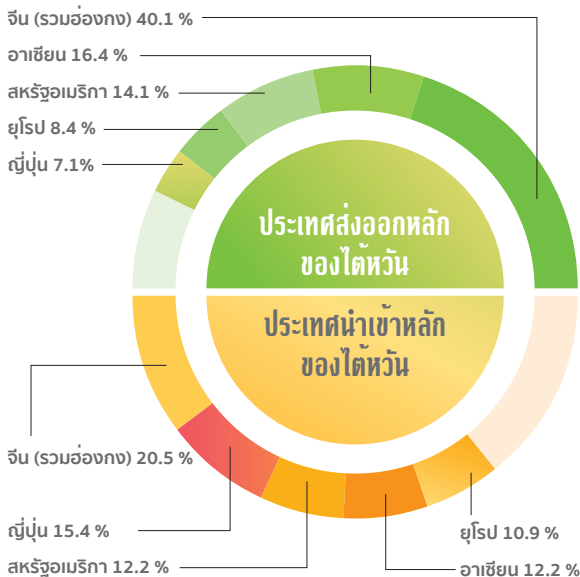 จีน (รวมฮ่องกง) 40.1 %
อาเซียน 16.4 %
สหรัฐอเมริกา 14.1 %
ยุโรป 8.4 %
ญี่ปุ่น 7.1%
ประเทศส่งออกหลัก
ของไต้หวัน
ประเทศนำเข้าหลัก
ของไต้หวัน
จีน (รวมฮ่องกง) 20.5 %
ญี่ปุ่น 15.4 %
สหรัฐอเมริกา 12.2 %
ยุโรป 10.9 %
อาเซียน 12.2 %